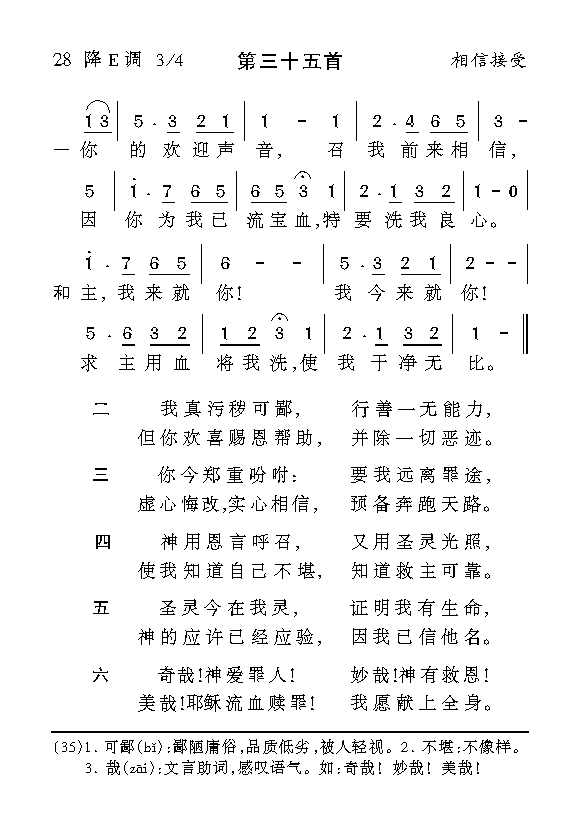 28 降E调 3/4 第三十五首 相信接受
1 3 | 5 . 3 2 1 | 1 - 1 | 2 . 4 6 5 | 3 -
一 你 的 欢 迎 声 音， 召 我 前 来 相 信，
5 | 1 . 7 6 5 | 6 5 3 1 | 2 . 1 3 2 | 1 - 0 |
因 你 为 我 已 流 宝 血，特 要 洗 我 良 心。
1 . 7 6 5 | 6 - - | 5 . 3 2 1 | 2 - - |
和 主，我 来 就 你！ 我 今 来 就 你！
5 . 6 3 2 | 1 2 3 1 | 2 . 1 3 2 | 1 - ‖
求 主 用 血 将 我 洗，使 我 干 净 无 比。
二 我真污秽可鄙， 行善一无能力，
但你欢喜赐恩帮助， 并除一切恶迹。
三 你今郑重吩咐： 要我远离罪途，
虚心悔改，实心相信， 预备奔跑天路。
四 神用恩言呼召， 又用圣灵光照，
使我知道自己不堪， 知道救主可靠。
五 圣灵今在我灵， 证明我有生命，
神的应许已经应验， 因我已信他名。
六 奇哉！神爱罪人！ 妙哉！神有救恩！
美哉！耶稣流血赎罪！ 我愿献上全身。
(35)1. 可鄙(bǐ)：鄙陋庸俗，品质低劣，被人轻视。2. 不堪：不像样。
3. 哉(zāi)：文言助词，感叹语气。如：奇哉！妙哉！美哉！